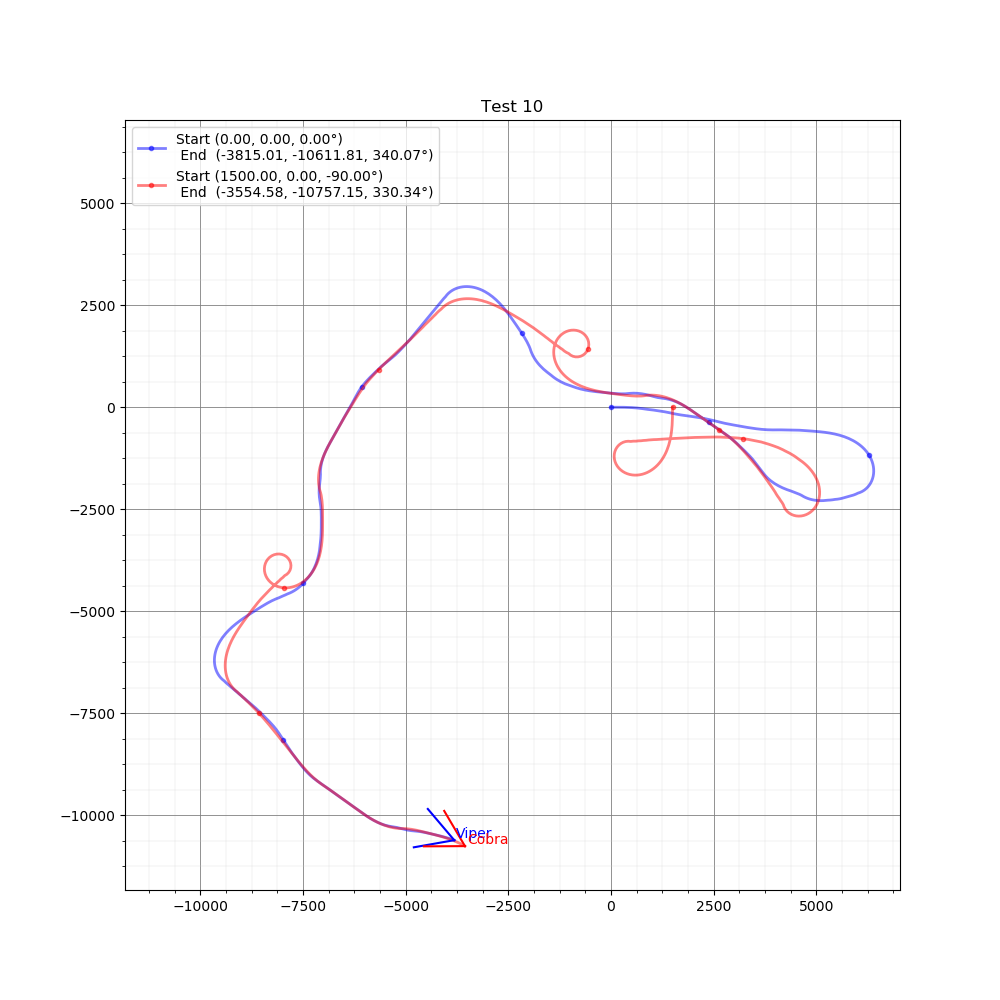 Test 10
Start (0.00, 0.00, 0.00°)
End (-3815.01, -10611.81, 340.07°)
Start (1500.00, 0.00, -90.00°)
End (-3554.58, -10757.15, 330.34°)
5000
2500
0
−2500
−5000
−7500
−10000
Viper
Cobra
−10000 −7500 −5000 −2500 0 2500 5000